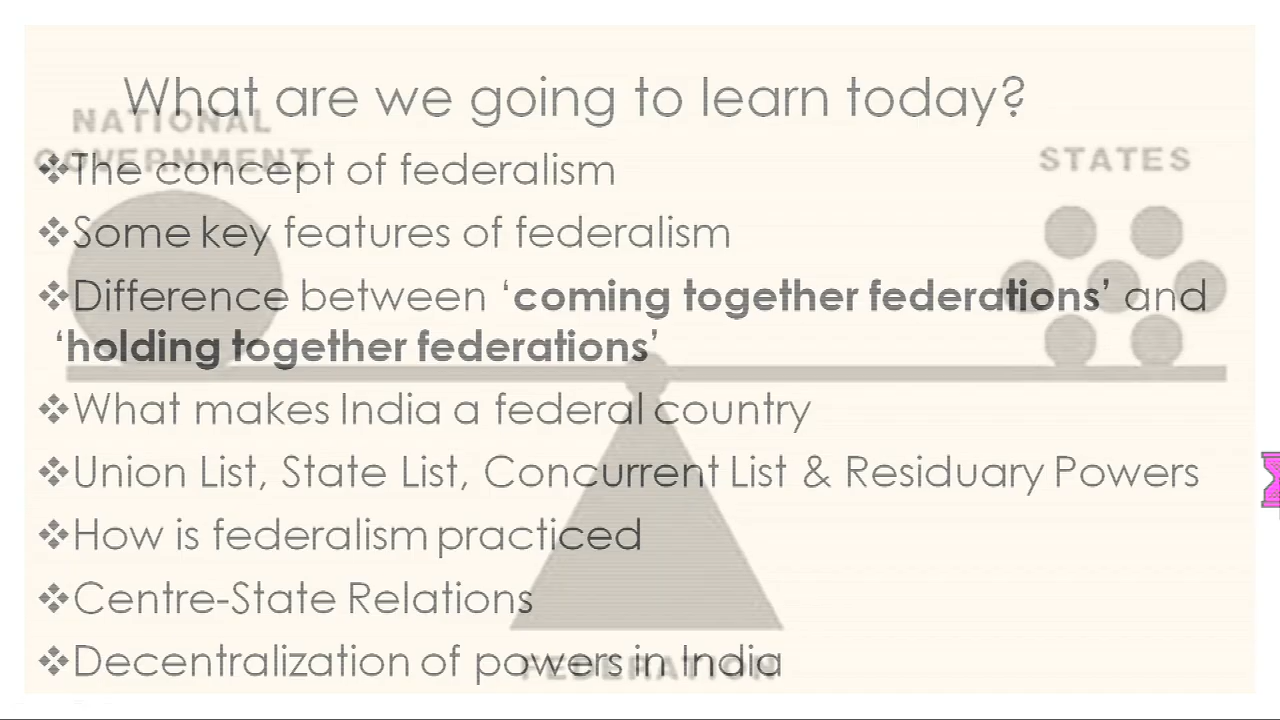 What are we going to learn today?
NATIONAL
GOVERNMENT
STATES
❖The concept of federalism
❖Some key features of federalism
❖Difference between ‘coming together federations’ and
‘holding together federations’
❖What makes India a federal country
❖Union List, State List, Concurrent List & Residuary Powers
❖How is federalism practiced
❖Centre-State Relations
❖Decentralization of powers in India
FEDERATION